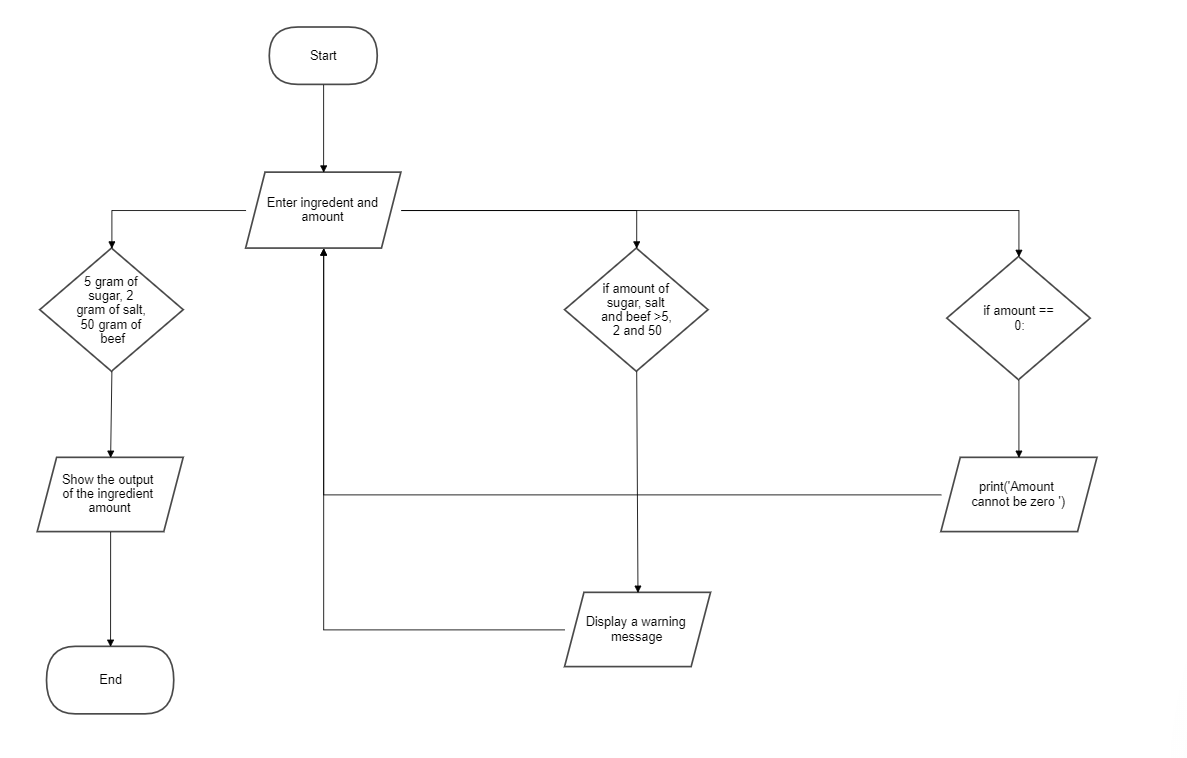 Start
Enter ingredent and
amount
5 gram of
sugar, 2
gram of salt,
50 gram of
beef
if amount of
sugar, salt
and beef >5,
2 and 50
if amount ==
0:
Show the output
of the ingredient
amount
print('Amount
cannot be zero ')
Display a warning
message
End